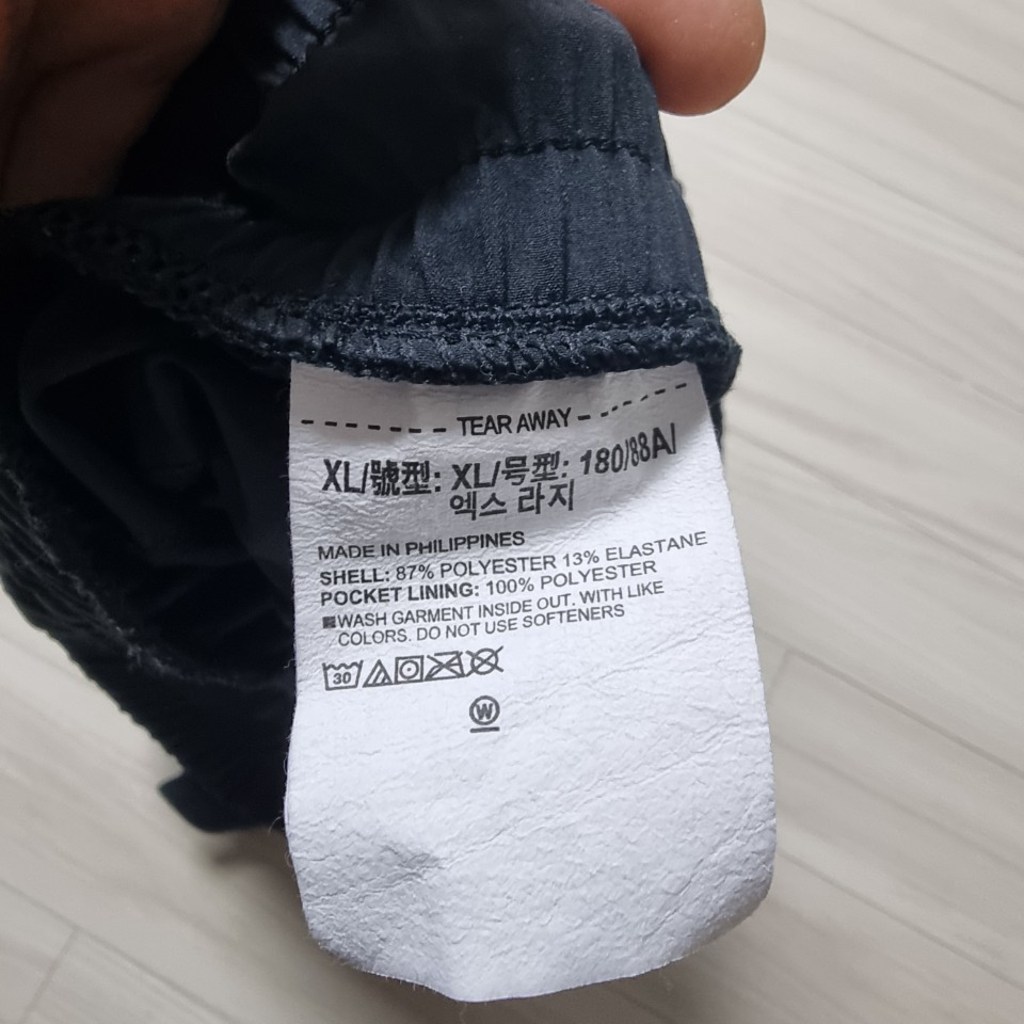 TEAR AWAY
XL/號型: XL/号型: 180/88A/
엑스 라지
MADE IN PHILIPPINES
SHELL: 87% POLYESTER 13% ELASTANE
POCKET LINING: 100% POLYESTER
■WASH GARMENT INSIDE OUT. WITH LIKE
COLORS. DO NOT USE SOFTENERS
30
W